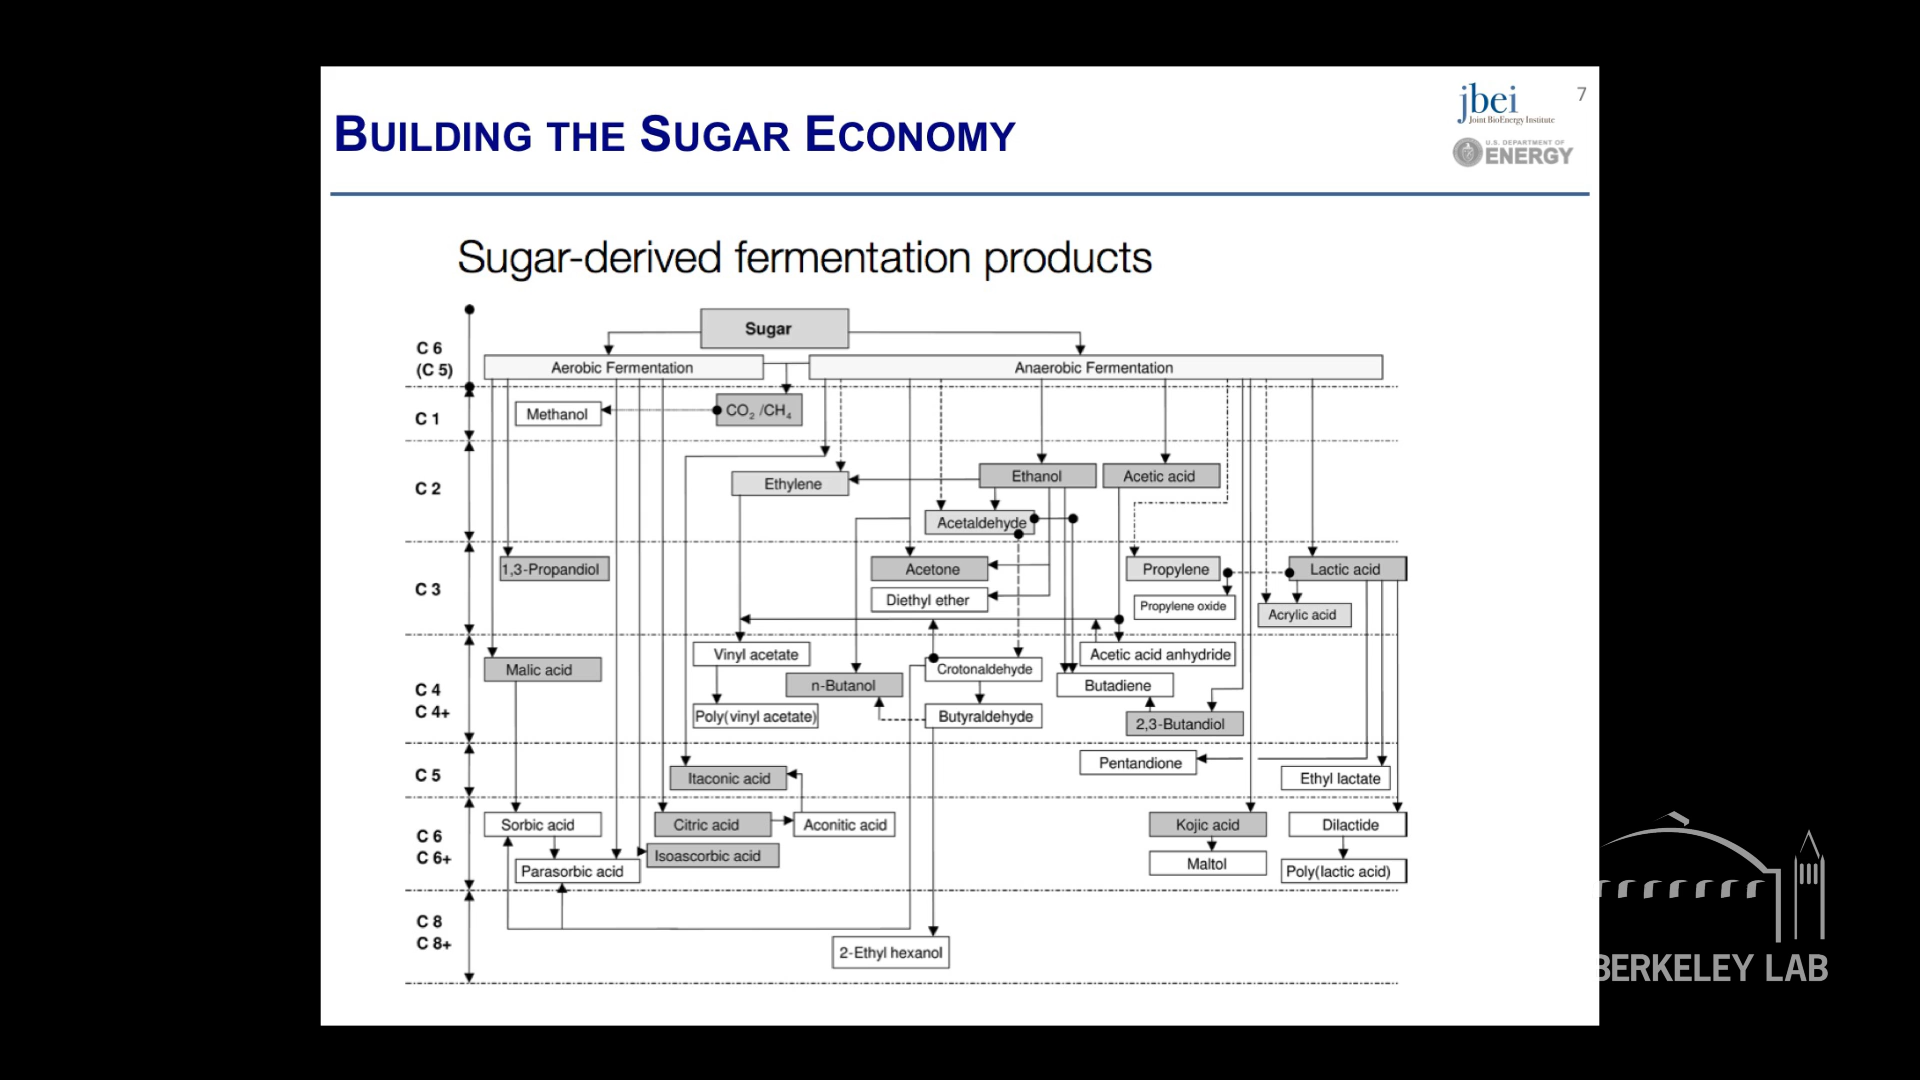 BUILDING THE SUGAR ECONOMY
jbei
Joint BioEnergy Institute
7
U.S. DEPARTMENT OF
ENERGY
Sugar-derived fermentation products
Sugar
C 6
(C 5)
Aerobic Fermentation
Anaerobic Fermentation
C 1
Methanol
CO₂ /CH₄
C 2
Ethylene
Ethanol
Acetic acid
Acetaldehyde
C 3
1,3-Propandiol
Acetone
Propylene
Lactic acid
Diethyl ether
Propylene oxide
Acrylic acid
C 4
C 4+
Malic acid
Vinyl acetate
Crotonaldehyde
Acetic acid anhydride
n-Butanol
Butadiene
Poly(vinyl acetate)
Butyraldehyde
2,3-Butandiol
C 5
Itaconic acid
Pentandione
Ethyl lactate
C 6
C 6+
Sorbic acid
Citric acid
Aconitic acid
Kojic acid
Dilactide
Parasorbic acid
Isoascorbic acid
Maltol
Poly(lactic acid)
C 8
C 8+
2-Ethyl hexanol
BERKELEY LAB